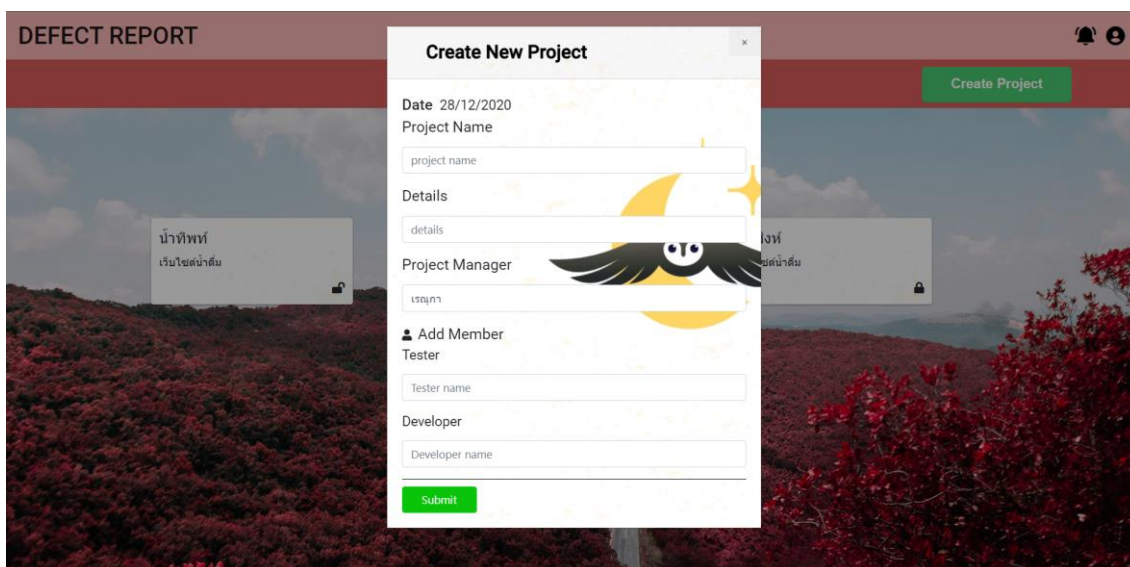 DEFECT REPORT
Create Project
Create New Project
×
Date 28/12/2020
Project Name
project name
Details
details
Project Manager
เรณุกา
Add Member
Tester
Tester name
Developer
Developer name
Submit
น้ำทิพท์
เว็บไซต์น้ำดื่ม